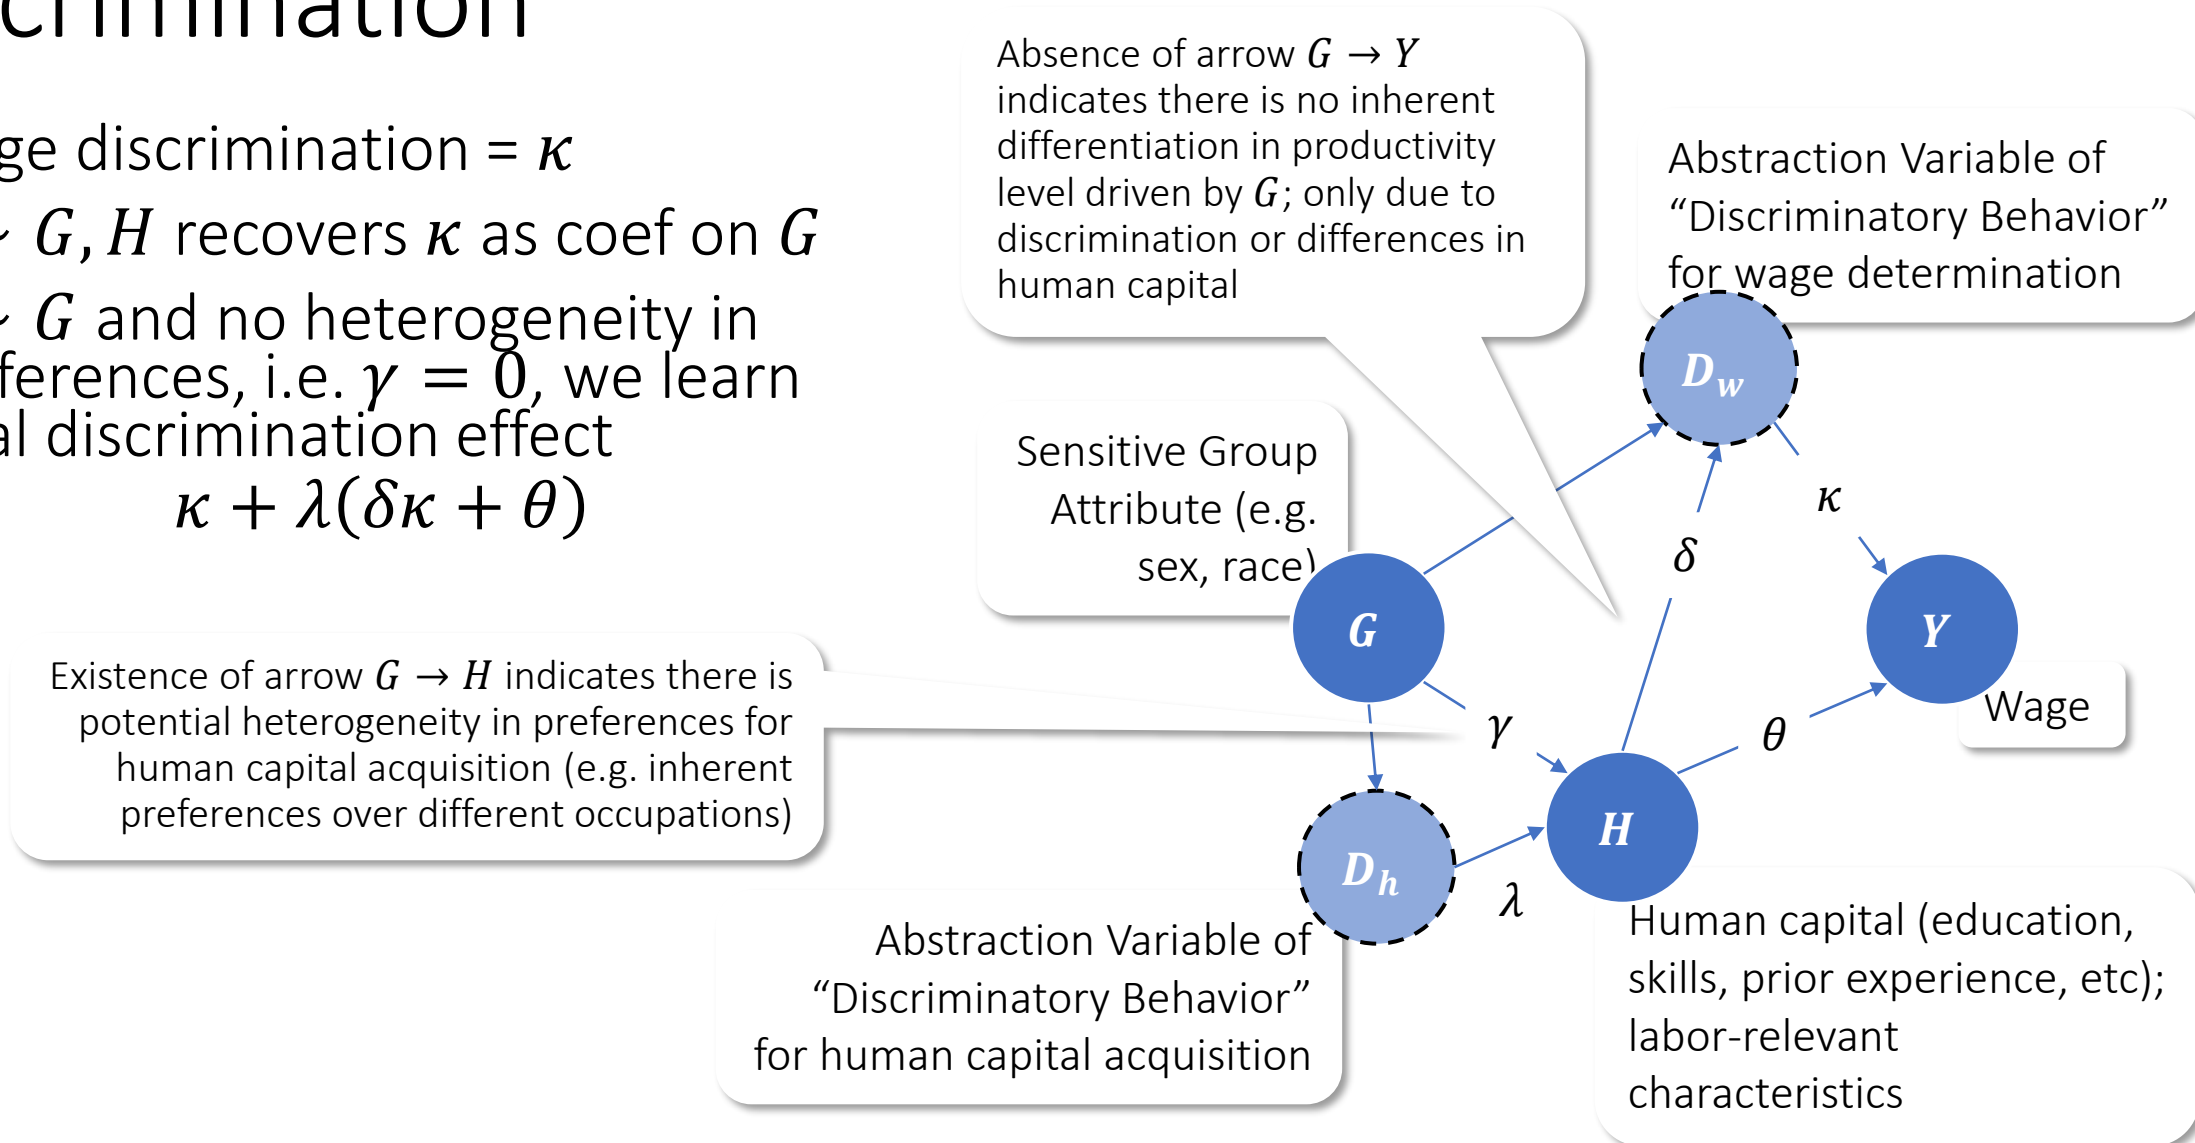 crimination
ge discrimination = κ
~ G, H recovers κ as coef on G
~ G and no heterogeneity in
ferences, i.e. γ = 0, we learn
al discrimination effect
κ + λ(δκ + θ)
Absence of arrow G → Y
indicates there is no inherent
differentiation in productivity
level driven by G; only due to
discrimination or differences in
human capital
Abstraction Variable of
“Discriminatory Behavior”
for wage determination
D_w
Sensitive Group
Attribute (e.g.
sex, race)
κ
δ
G
Y
Wage
Existence of arrow G → H indicates there is
potential heterogeneity in preferences for
human capital acquisition (e.g. inherent
preferences over different occupations)
γ
θ
H
D_h
λ
Abstraction Variable of
“Discriminatory Behavior”
for human capital acquisition
Human capital (education,
skills, prior experience, etc);
labor-relevant
characteristics